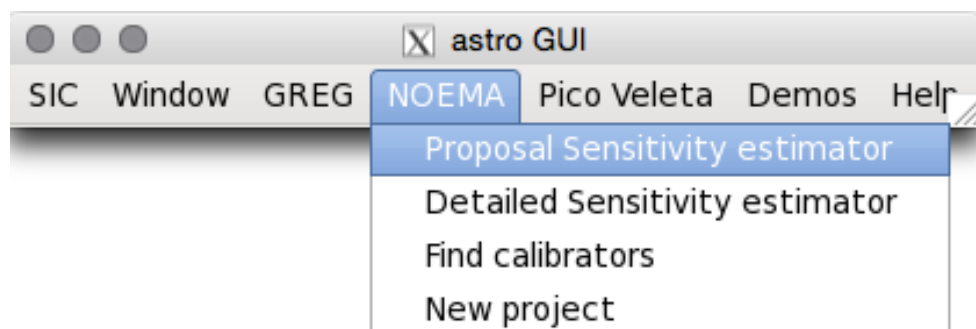 astro GUI
SIC Window GREG NOEMA Pico Veleta Demos Help
Proposal Sensitivity estimator
Detailed Sensitivity estimator
Find calibrators
New project